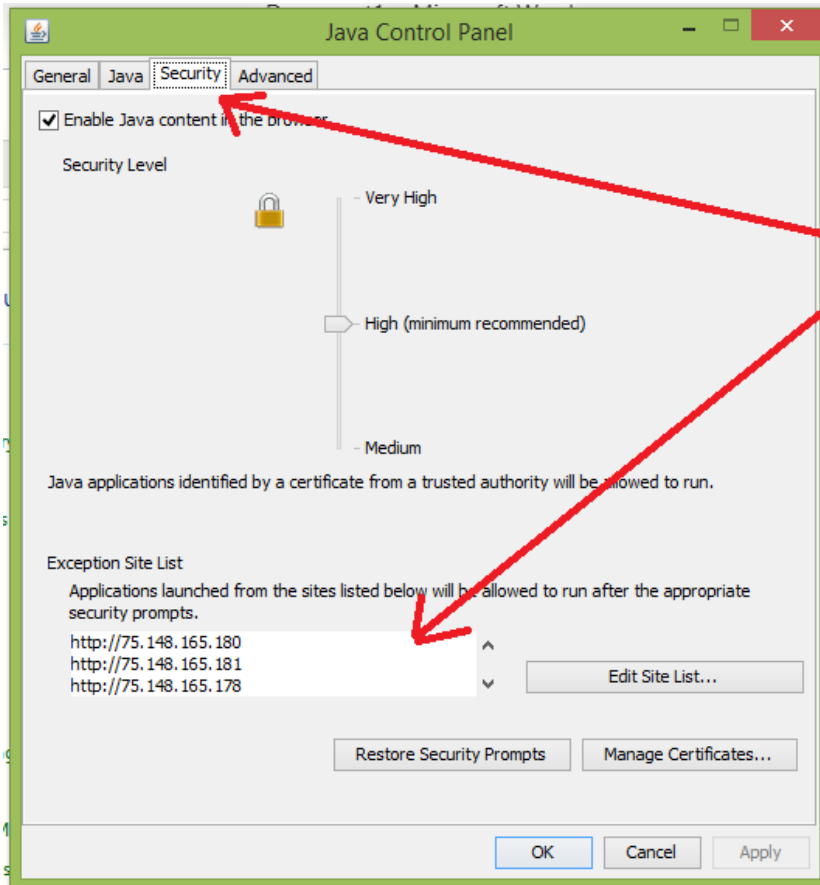 Java Control Panel
General Java Security Advanced
Enable Java content in the browser
Security Level
- Very High
- High (minimum recommended)
- Medium
Java applications identified by a certificate from a trusted authority will be allowed to run.
Exception Site List
Applications launched from the sites listed below will be allowed to run after the appropriate
security prompts.
http://75.148.165.180
http://75.148.165.181
http://75.148.165.178
Edit Site List...
Restore Security Prompts Manage Certificates...
OK Cancel Apply